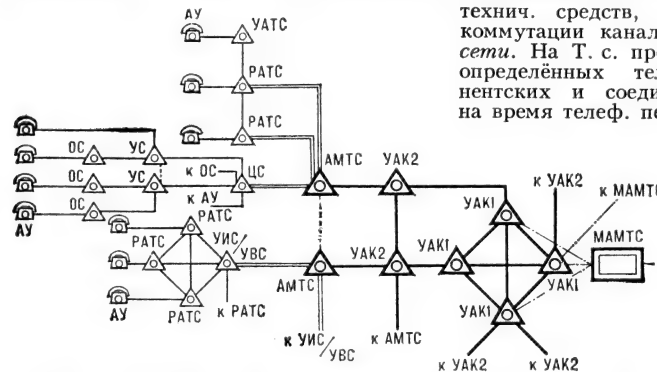 технич. средств,
коммутации канал
сети. На Т. с. пр
определённых тел
нентских и соеди
на время телеф. пе
АУ
УАТС
РАТС
РАТС
АМТС
УАК2
ОС
УС
к ОС
ЦС
ОС
УС
к АУ
АУ
ОС
РАТС
УАК1
к УАК2
к МАМТС
РАТС
УИС
УВС
УАК2
УАК1
МАМТС
АУ
РАТС
к РАТС
АМТС
УАК1
УАК1
к УИС
УВС
к АМТС
к УАК2
к УАК2